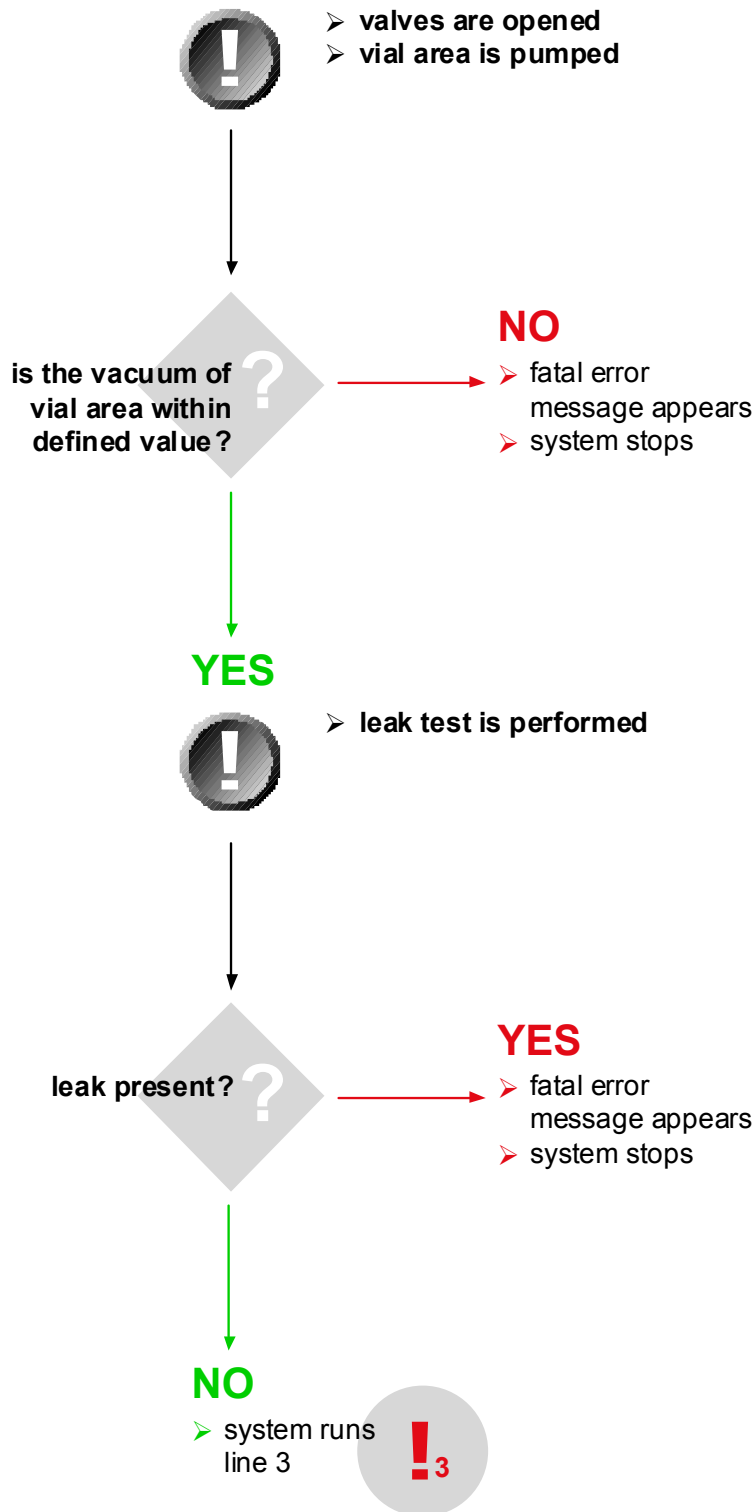 !
➢ valves are opened
➢ vial area is pumped
?
is the vacuum of
vial area within
defined value?
NO
➢ fatal error
message appears
➢ system stops
YES
!
➢ leak test is performed
leak present?
?
YES
➢ fatal error
message appears
➢ system stops
NO
➢ system runs
line 3
!3